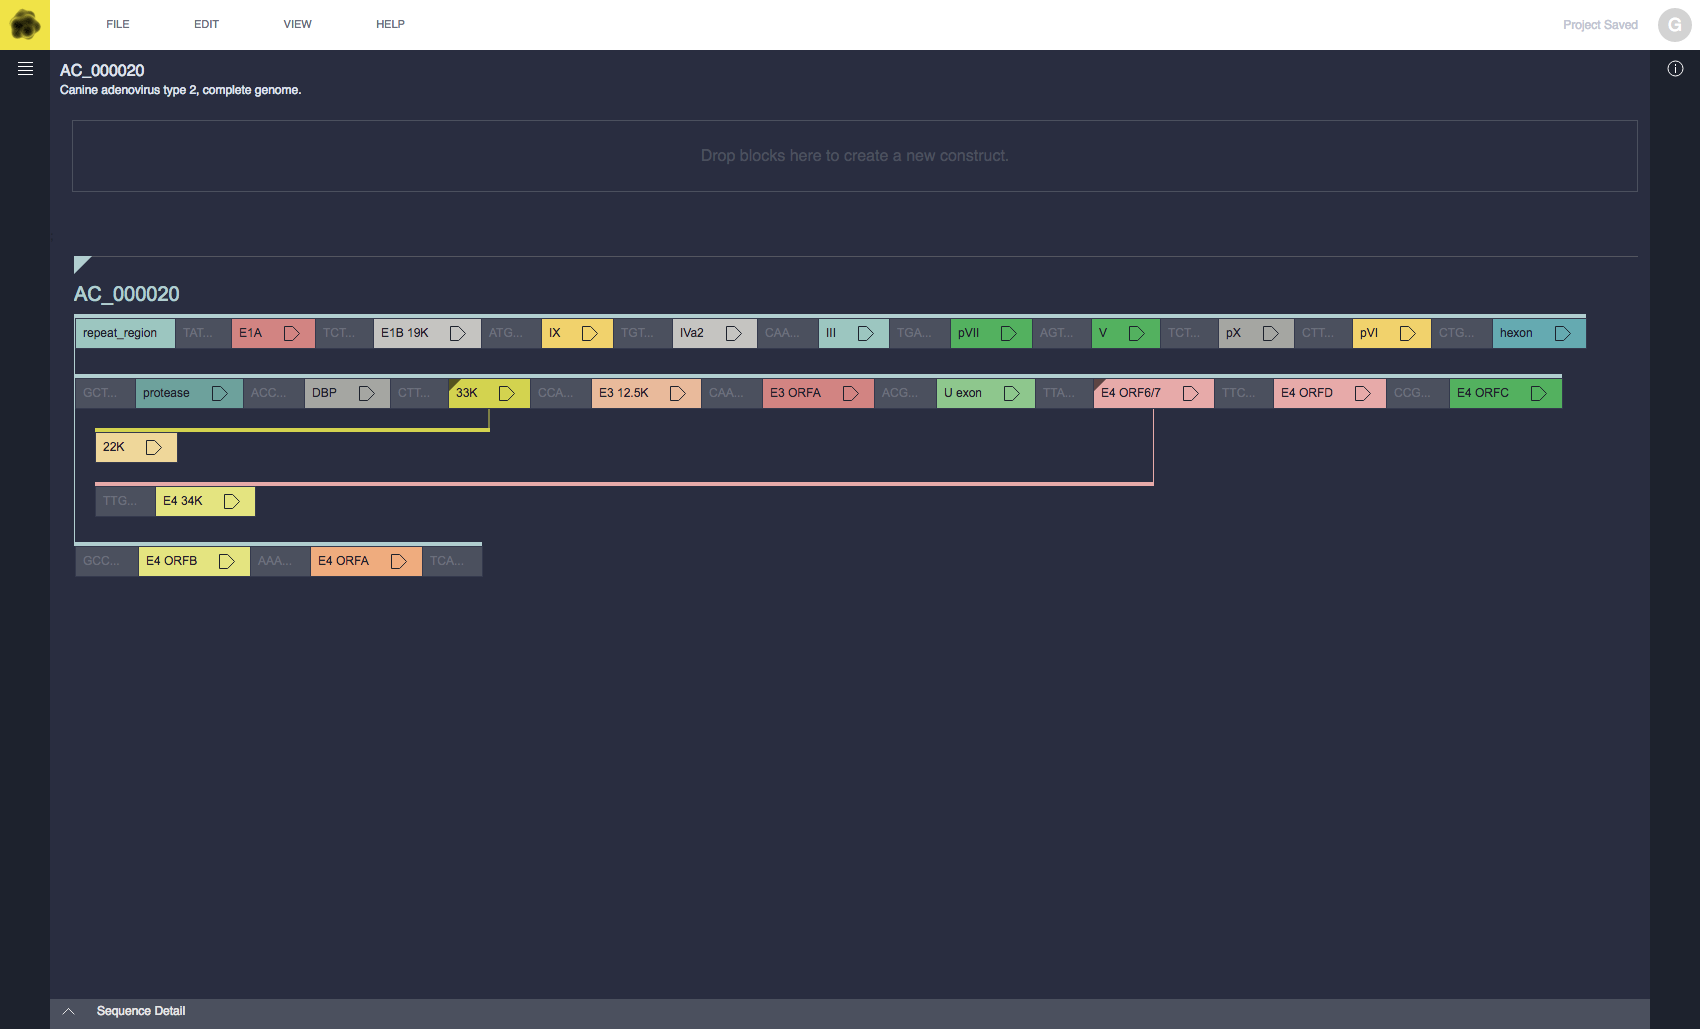 FILE EDIT VIEW HELP Project Saved G
AC_000020
Canine adenovirus type 2, complete genome.
Drop blocks here to create a new construct.
AC_000020
repeat_region TAT... E1A TCT... E1B 19K ATG... IX TGT... IVa2 CAA... III TGA... pVII AGT... V TCT... pX CTT... pVI CTG... hexon
GCT... protease ACC... DBP CTT... 33K CCA... E3 12.5K CAA... E3 ORFA ACG... U exon TTA... E4 ORF6/7 TTC... E4 ORFD CCG... E4 ORFC
22K
TTG... E4 34K
GCC... E4 ORFB AAA... E4 ORFA TCA...
Sequence Detail